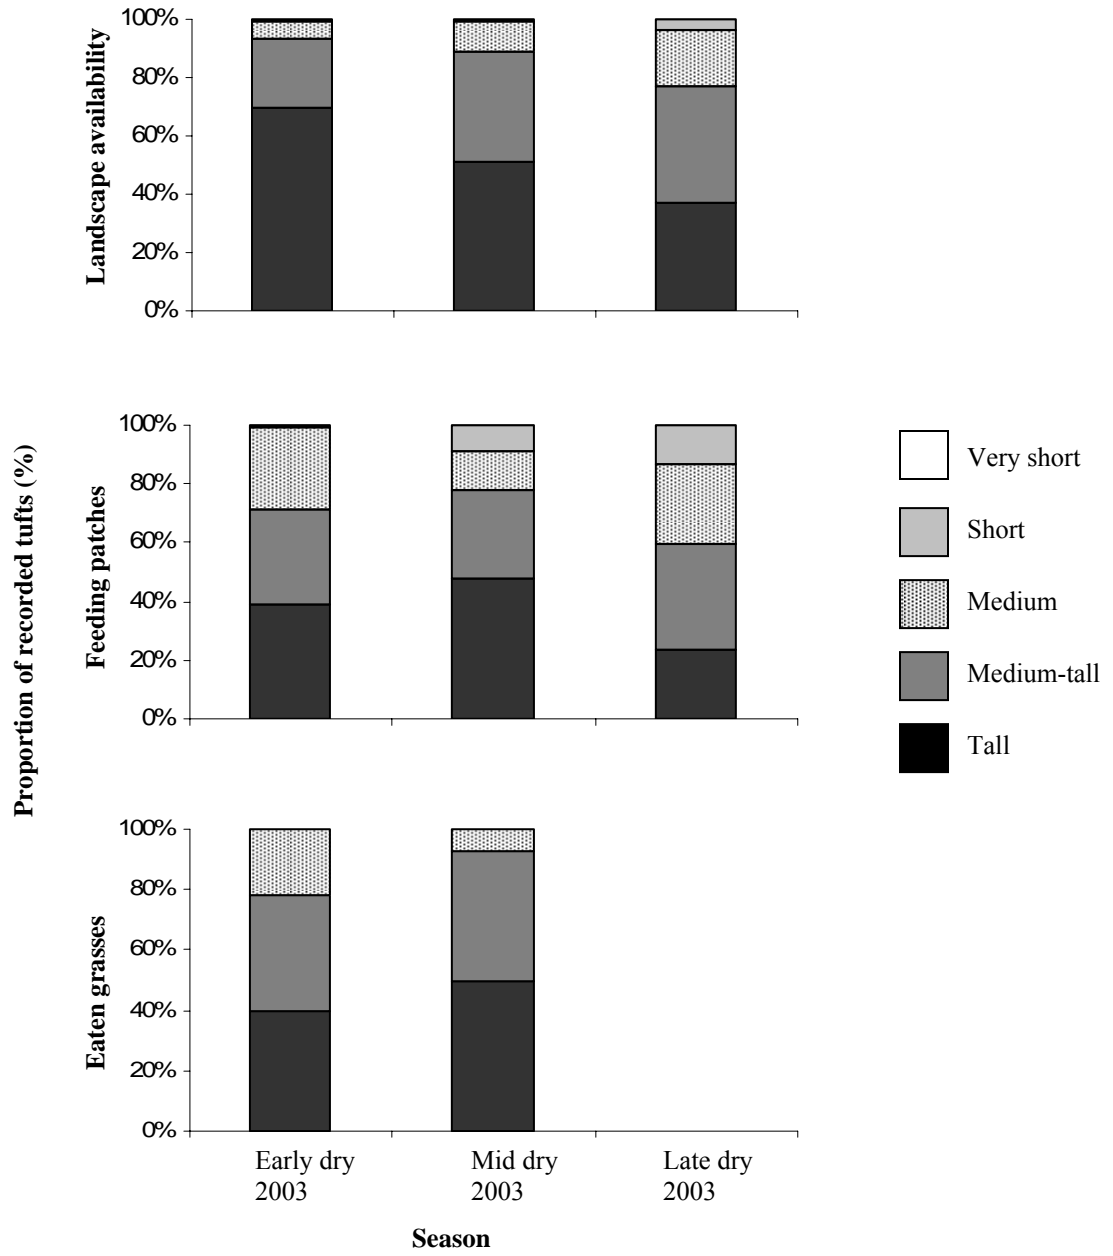 Proportion of recorded tufts (%)
Landscape availability
100%
80%
60%
40%
20%
0%
Feeding patches
100%
80%
60%
40%
20%
0%
Eaten grasses
100%
80%
60%
40%
20%
0%
Early dry
2003
Mid dry
2003
Late dry
2003
Season
Very short
Short
Medium
Medium-tall
Tall